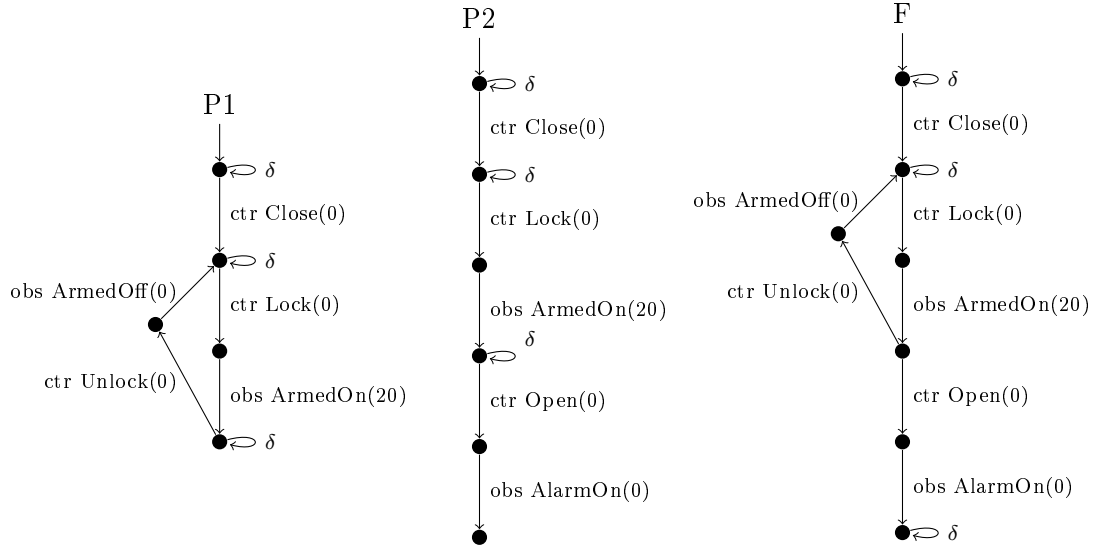 P1
δ
ctr Close(0)
δ
obs ArmedOff(0)
ctr Lock(0)
ctr Unlock(0)
obs ArmedOn(20)
δ
P2
δ
ctr Close(0)
δ
ctr Lock(0)
obs ArmedOn(20)
δ
ctr Open(0)
obs AlarmOn(0)
F
δ
ctr Close(0)
δ
obs ArmedOff(0)
ctr Lock(0)
ctr Unlock(0)
obs ArmedOn(20)
ctr Open(0)
obs AlarmOn(0)
δ